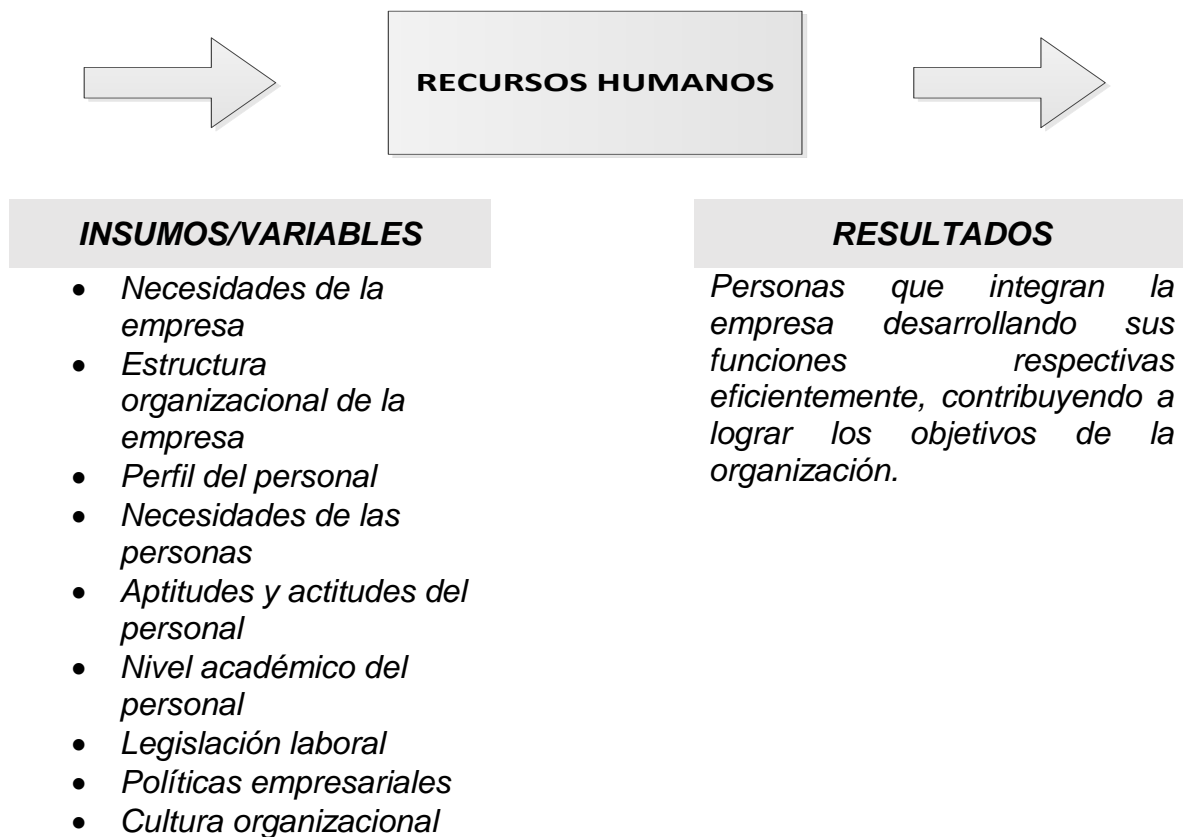 RECURSOS HUMANOS
INSUMOS/VARIABLES
• Necesidades de la
empresa
• Estructura
organizacional de la
empresa
• Perfil del personal
• Necesidades de las
personas
• Aptitudes y actitudes del
personal
• Nivel académico del
personal
• Legislación laboral
• Políticas empresariales
• Cultura organizacional
RESULTADOS
Personas que integran la
empresa desarrollando sus
funciones respectivas
eficientemente, contribuyendo a
lograr los objetivos de la
organización.